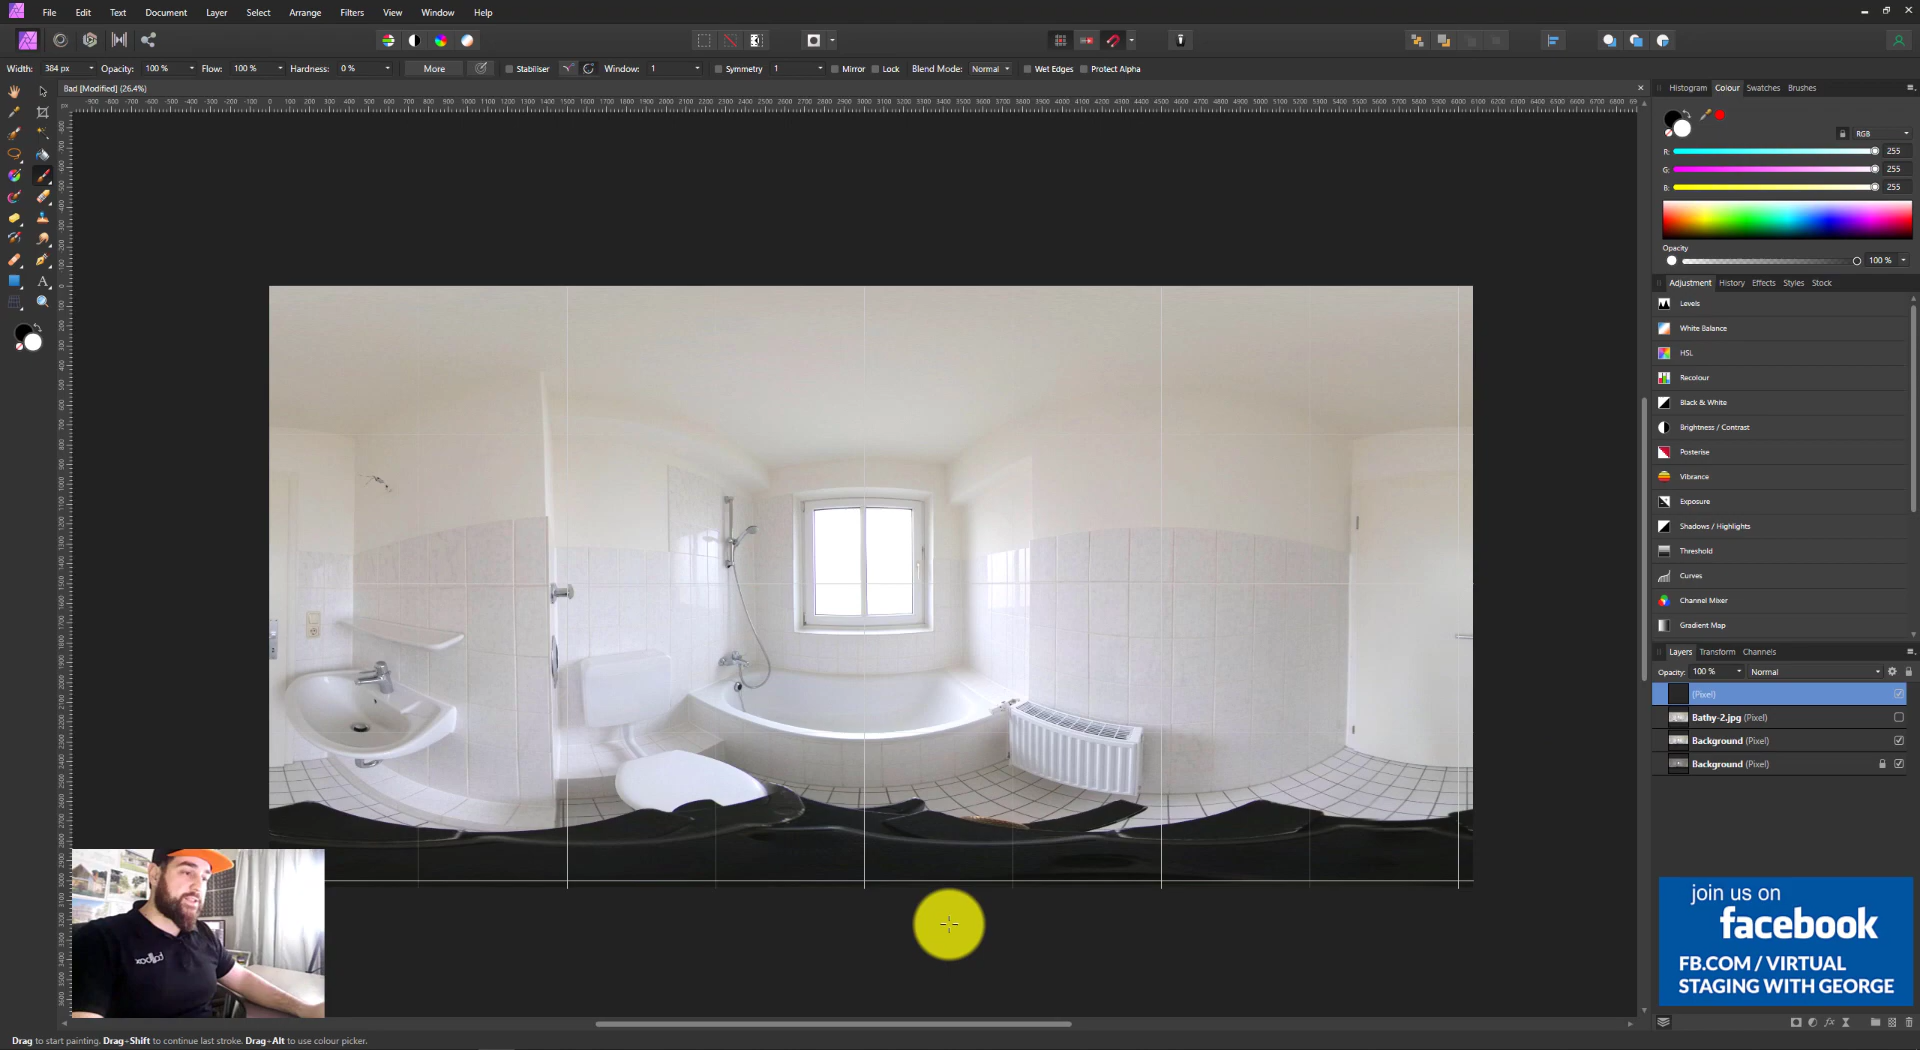 File Edit Text Document Layer Select Arrange Filters View Window Help
Width: 384 px Opacity: 100 % Flow: 100 % Hardness: 0 % More Stabiliser Window: 1 Symmetry 1 Mirror Lock Blend Mode: Normal Wet Edges Protect Alpha
Bad [Modified] (26.4%)
Histogram Colour Swatches Brushes
RGB
R: 255
G: 255
B: 255
Opacity
100 %
Adjustment History Effects Styles Stock
Levels
White Balance
HSL
Recolour
Black & White
Brightness / Contrast
Posterise
Vibrance
Exposure
Shadows / Highlights
Threshold
Curves
Channel Mixer
Gradient Map
Layers Transform Channels
Opacity: 100 % Normal
(Pixel)
Bathy-2.jpg (Pixel)
Background (Pixel)
Background (Pixel)
join us on
facebook
FB.COM / VIRTUAL
STAGING WITH GEORGE
Drag to start painting. Drag+Shift to continue last stroke. Drag+Alt to use colour picker.